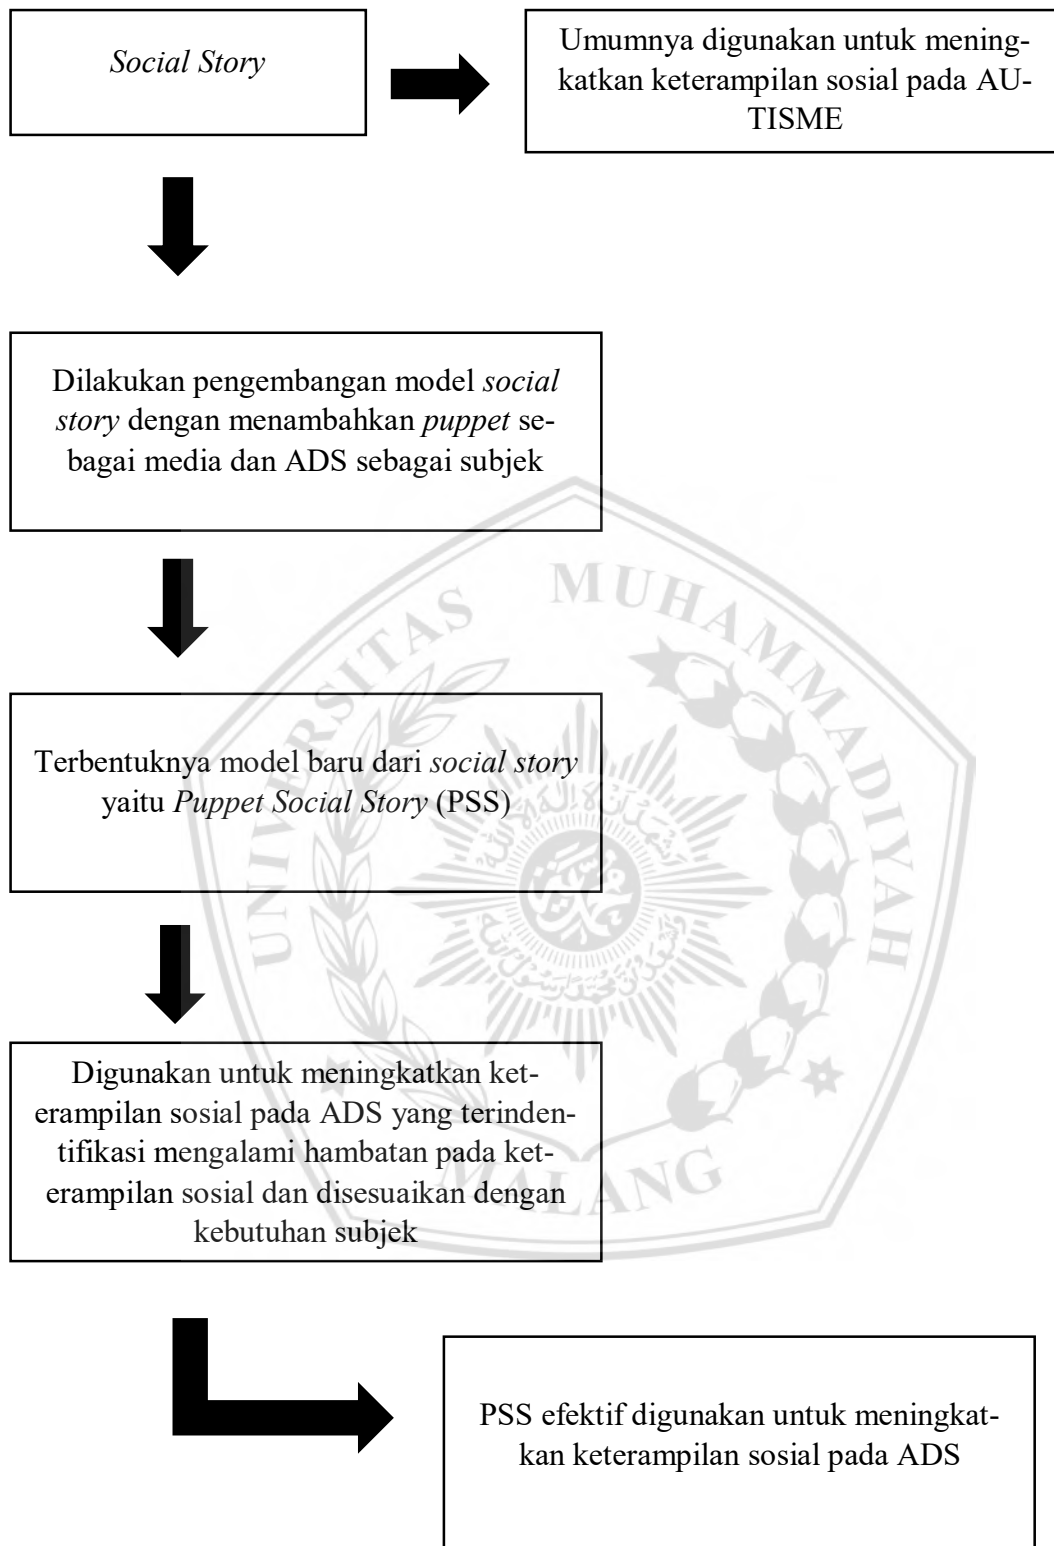 Social Story
Umumnya digunakan untuk mening-
katkan keterampilan sosial pada AU-
TISME
Dilakukan pengembangan model social
story dengan menambahkan puppet se-
bagai media dan ADS sebagai subjek
Terbentuknya model baru dari social story
yaitu Puppet Social Story (PSS)
Digunakan untuk meningkatkan ket-
erampilan sosial pada ADS yang terinden-
tifikasi mengalami hambatan pada ket-
erampilan sosial dan disesuaikan dengan
kebutuhan subjek
PSS efektif digunakan untuk meningkat-
kan keterampilan sosial pada ADS
UNIVERSITAS MUHAMMADIYAH
MALANG